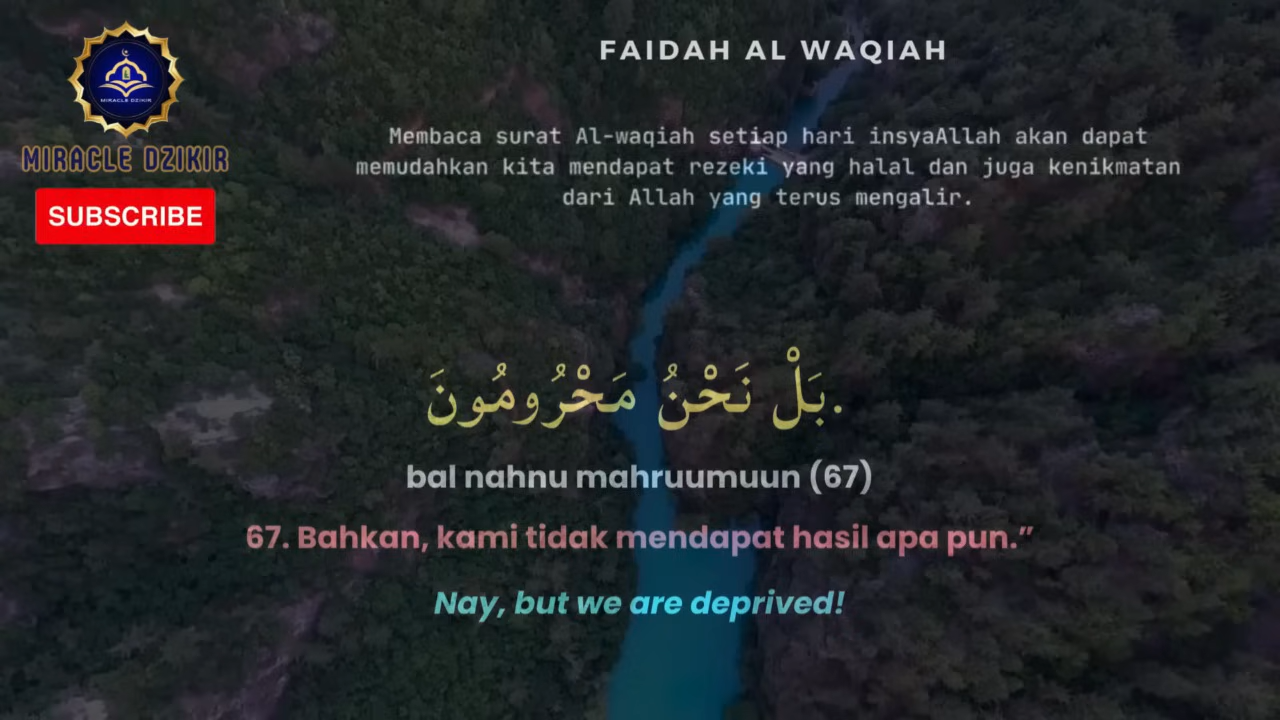 FAIDAH AL WAQIAH
MIRACLE DZIKIR
MIRACLE DZIKIR
SUBSCRIBE
Membaca surat Al-waqiah setiap hari insyaAllah akan dapat
memudahkan kita mendapat rezeki yang halal dan juga kenikmatan
dari Allah yang terus mengalir.
بَلْ نَحْنُ مَحْرُومُونَ.
bal nahnu mahruumuun (67)
67. Bahkan, kami tidak mendapat hasil apa pun.”
Nay, but we are deprived!